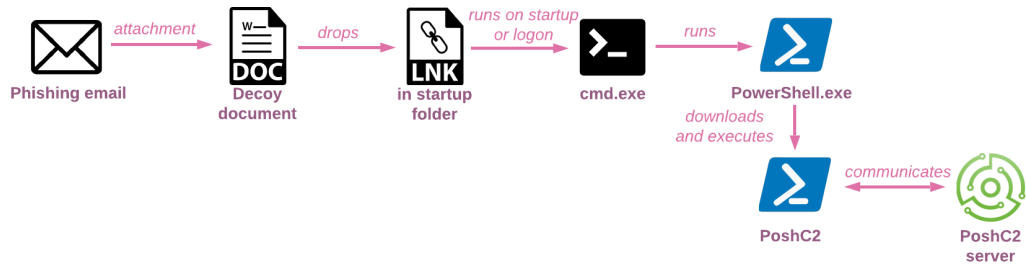 attachment
drops
runs on startup
or logon
runs
W
DOC
LNK
Phishing email
Decoy
document
in startup
folder
cmd.exe
PowerShell.exe
downloads
and executes
communicates
PoshC2
PoshC2
server